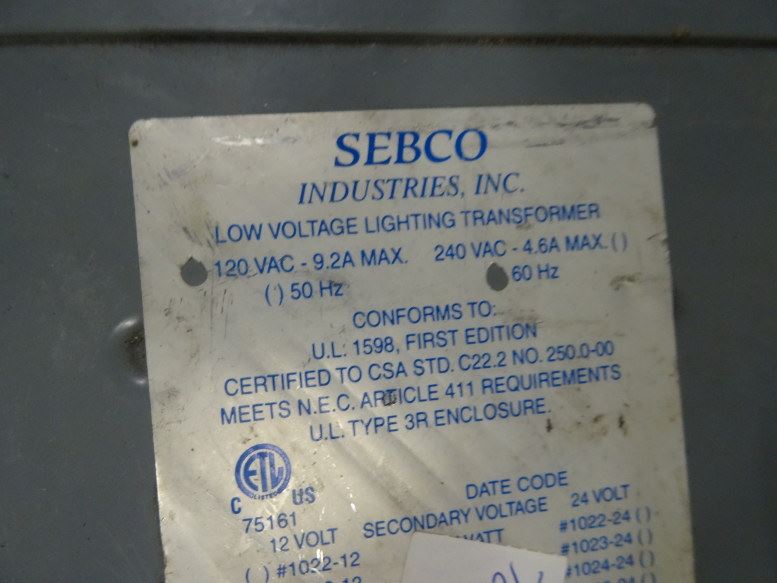 SEBCO
INDUSTRIES, INC.
LOW VOLTAGE LIGHTING TRANSFORMER
120 VAC - 9.2A MAX. 240 VAC - 4.6A MAX. ( )
( ) 50 Hz 60 Hz
CONFORMS TO:
U.L. 1598, FIRST EDITION
CERTIFIED TO CSA STD. C22.2 NO. 250.0-00
MEETS N.E.C. ARTICLE 411 REQUIREMENTS
U.L. TYPE 3R ENCLOSURE.
ETL
LISTED
C US
75161
DATE CODE
12 VOLT SECONDARY VOLTAGE 24 VOLT
( ) #1022-12 WATT #1022-24 ( )
#1023-24 ( )
#1024-24 ( )